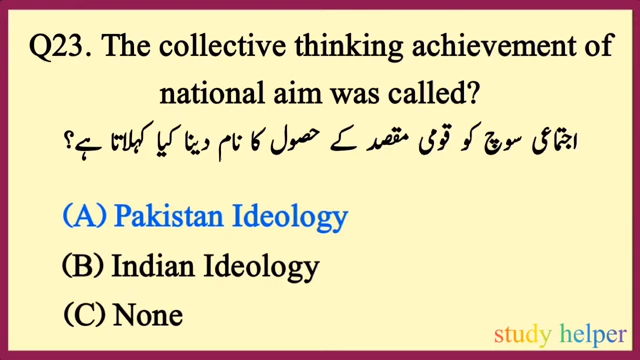 Q23. The collective thinking achievement of
national aim was called?
اجتماعی سوچ کو قومی مقصد کے حصول کا نام دینا کیا کہلاتا ہے؟
(A) Pakistan Ideology
(B) Indian Ideology
(C) None
study helper